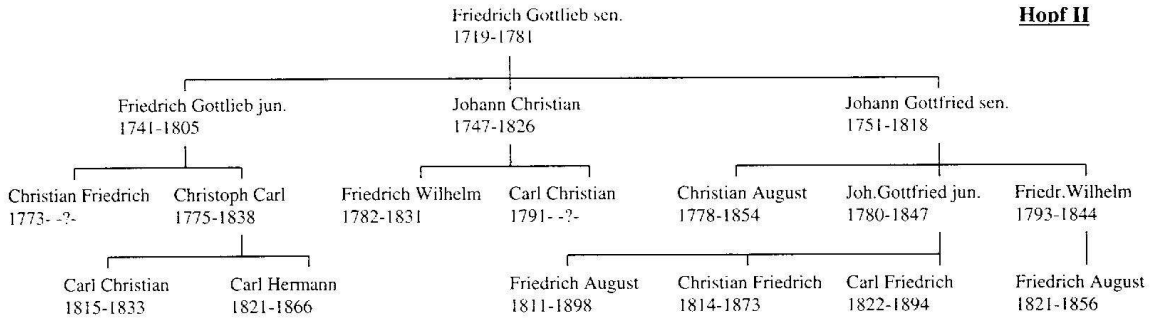 Hopf II
Friedrich Gottlieb sen.
1719-1781
Friedrich Gottlieb jun.
1741-1805
Johann Christian
1747-1826
Johann Gottfried sen.
1751-1818
Christian Friedrich
1773- -?-
Christoph Carl
1775-1838
Friedrich Wilhelm
1782-1831
Carl Christian
1791- -?-
Christian August
1778-1854
Joh.Gottfried jun.
1780-1847
Friedr.Wilhelm
1793-1844
Carl Christian
1815-1833
Carl Hermann
1821-1866
Friedrich August
1811-1898
Christian Friedrich
1814-1873
Carl Friedrich
1822-1894
Friedrich August
1821-1856